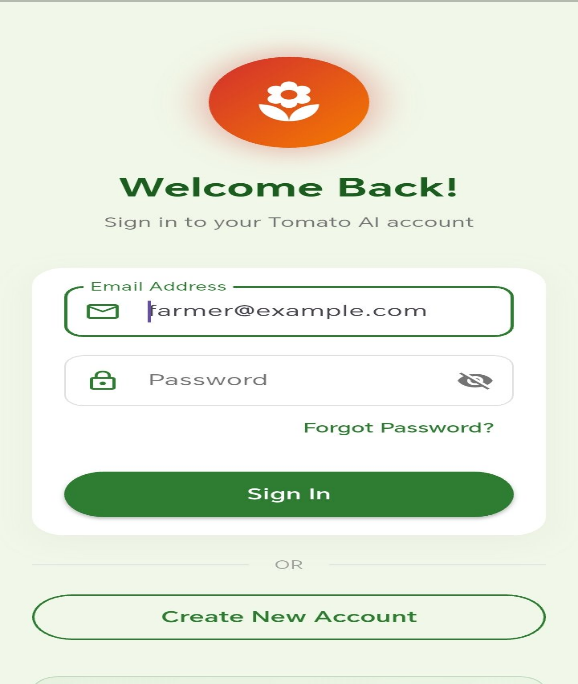 Welcome Back!
Sign in to your Tomato AI account
Email Address
farmer@example.com
Password
Forgot Password?
Sign In
OR
Create New Account